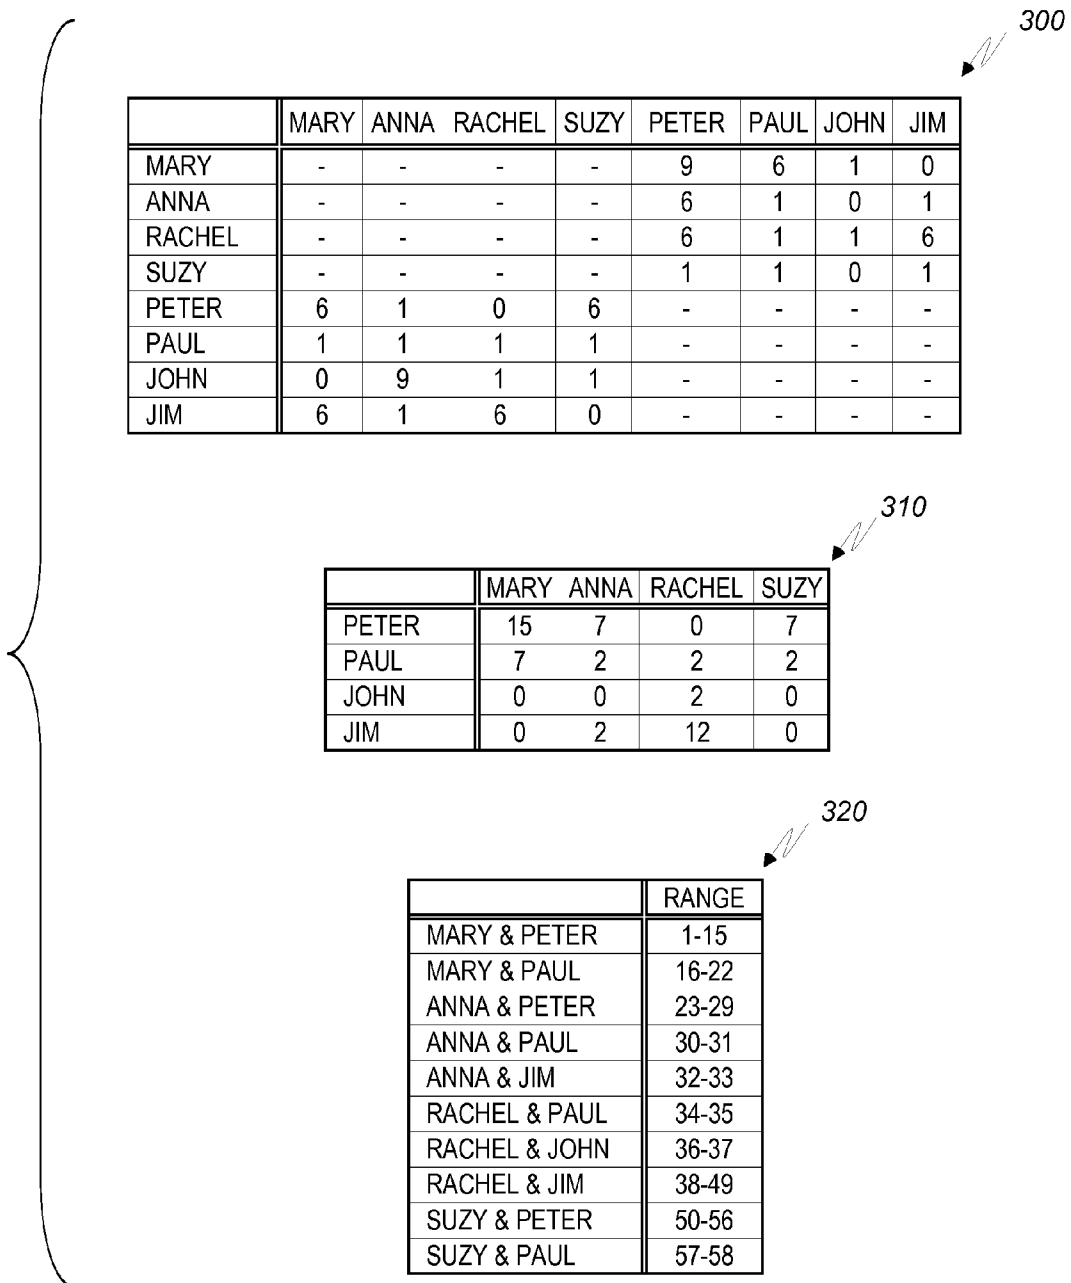 300
MARY ANNA RACHEL SUZY PETER PAUL JOHN JIM
MARY - - - - 9 6 1 0
ANNA - - - - 6 1 0 1
RACHEL - - - - 6 1 1 6
SUZY - - - - 1 1 0 1
PETER 6 1 0 6 - - - -
PAUL 1 1 1 1 - - - -
JOHN 0 9 1 1 - - - -
JIM 6 1 6 0 - - - -
310
MARY ANNA RACHEL SUZY
PETER 15 7 0 7
PAUL 7 2 2 2
JOHN 0 0 2 0
JIM 0 2 12 0
320
RANGE
MARY & PETER 1-15
MARY & PAUL 16-22
ANNA & PETER 23-29
ANNA & PAUL 30-31
ANNA & JIM 32-33
RACHEL & PAUL 34-35
RACHEL & JOHN 36-37
RACHEL & JIM 38-49
SUZY & PETER 50-56
SUZY & PAUL 57-58